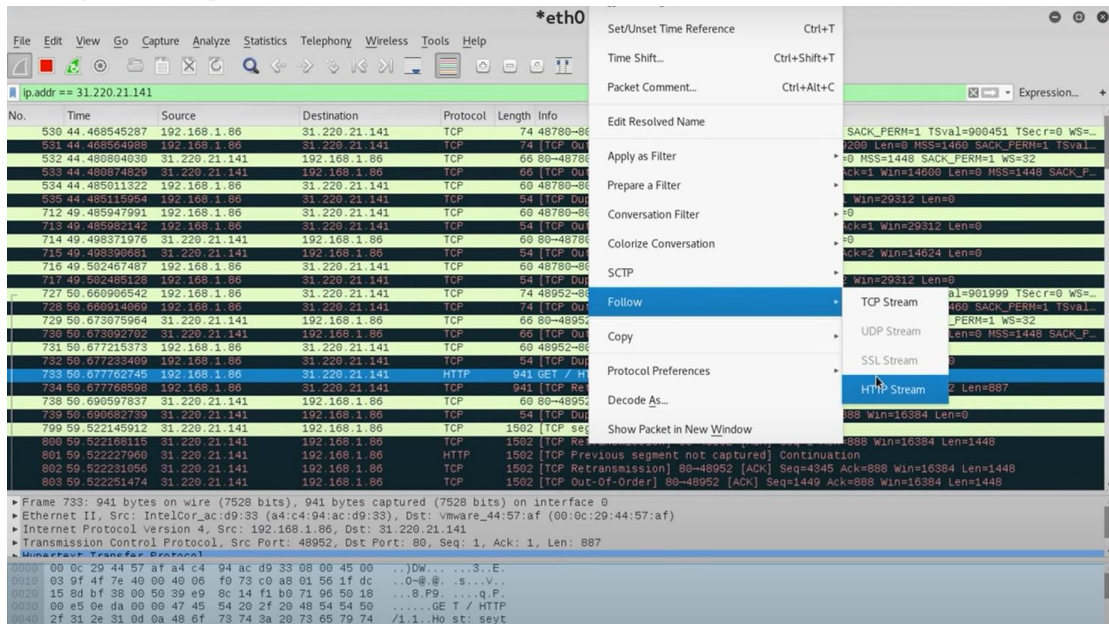 *eth0
File Edit View Go Capture Analyze Statistics Telephony Wireless Tools Help
ip.addr == 31.220.21.141 Expression... +
No. Time Source Destination Protocol Length Info
530 44.468545287 192.168.1.86 31.220.21.141 TCP 74 48780→80 SACK_PERM=1 TSval=900451 TSecr=0 WS=…
531 44.468564988 192.168.1.86 31.220.21.141 TCP 74 [TCP Out 9200 Len=0 MSS=1460 SACK_PERM=1 TSval…
532 44.480804030 31.220.21.141 192.168.1.86 TCP 66 80→48780 =0 MSS=1448 SACK_PERM=1 WS=32
533 44.480874829 31.220.21.141 192.168.1.86 TCP 66 [TCP Out Ack=1 Win=14600 Len=0 MSS=1448 SACK_P…
534 44.485011322 192.168.1.86 31.220.21.141 TCP 60 48780→80
535 44.485115954 192.168.1.86 31.220.21.141 TCP 54 [TCP Dup Win=29312 Len=0
712 49.485947991 192.168.1.86 31.220.21.141 TCP 60 48780→80 =0
713 49.485982142 192.168.1.86 31.220.21.141 TCP 54 [TCP Out =1 Win=29312 Len=0
714 49.498371976 31.220.21.141 192.168.1.86 TCP 60 80→48780 =0
715 49.498390681 31.220.21.141 192.168.1.86 TCP 54 [TCP Out Ack=2 Win=14624 Len=0
716 49.502467487 192.168.1.86 31.220.21.141 TCP 60 48780→80
717 49.502485128 192.168.1.86 31.220.21.141 TCP 54 [TCP Dup Win=29312 Len=0
727 50.660906542 192.168.1.86 31.220.21.141 TCP 74 48952→80 al=901999 TSecr=0 WS=…
728 50.660914069 192.168.1.86 31.220.21.141 TCP 74 [TCP Out 460 SACK_PERM=1 TSval…
729 50.673075964 31.220.21.141 192.168.1.86 TCP 66 80→48952 PERM=1 WS=32
730 50.673092702 31.220.21.141 192.168.1.86 TCP 66 [TCP Out Len=0 MSS=1448 SACK_P…
731 50.677215373 192.168.1.86 31.220.21.141 TCP 60 48952→80
732 50.677233409 192.168.1.86 31.220.21.141 TCP 54 [TCP Dup
733 50.677762745 192.168.1.86 31.220.21.141 HTTP 941 GET / HT
734 50.677768598 192.168.1.86 31.220.21.141 TCP 941 [TCP Ret 2 Len=887
738 50.690597837 31.220.21.141 192.168.1.86 TCP 60 80→48952
739 50.690682739 31.220.21.141 192.168.1.86 TCP 54 [TCP Dup 888 Win=16384 Len=0
799 59.522145912 31.220.21.141 192.168.1.86 TCP 1502 [TCP seg
800 59.522168115 31.220.21.141 192.168.1.86 TCP 888 Win=16384 Len=1448
801 59.522227960 31.220.21.141 192.168.1.86 HTTP 1502 [TCP Previous segment not captured] Continuation
802 59.522231056 31.220.21.141 192.168.1.86 TCP 1502 [TCP Retransmission] 80→48952 [ACK] Seq=4345 Ack=888 Win=16384 Len=1448
803 59.522251474 31.220.21.141 192.168.1.86 TCP 1502 [TCP Out-Of-Order] 80→48952 [ACK] Seq=1449 Ack=888 Win=16384 Len=1448
Set/Unset Time Reference Ctrl+T
Time Shift... Ctrl+Shift+T
Packet Comment... Ctrl+Alt+C
Edit Resolved Name
Apply as Filter
Prepare a Filter
Conversation Filter
Colorize Conversation
SCTP
Follow
Copy
Protocol Preferences
Decode As...
Show Packet in New Window
TCP Stream
UDP Stream
SSL Stream
HTTP Stream
Frame 733: 941 bytes on wire (7528 bits), 941 bytes captured (7528 bits) on interface 0
Ethernet II, Src: IntelCor_ac:d9:33 (a4:c4:94:ac:d9:33), Dst: Vmware_44:57:af (00:0c:29:44:57:af)
Internet Protocol Version 4, Src: 192.168.1.86, Dst: 31.220.21.141
Transmission Control Protocol, Src Port: 48952, Dst Port: 80, Seq: 1, Ack: 1, Len: 887
Hypertext Transfer Protocol
0000 00 0c 29 44 57 af a4 c4 94 ac d9 33 08 00 45 00 ..)DW... ...3..E.
0010 03 9f 4f 7e 40 00 40 06 f0 73 c0 a8 01 56 1f dc ..O~@.@. .s...V..
0020 15 8d bf 38 00 50 39 e9 8c 14 f1 b0 71 96 50 18 ...8.P9. ....q.P.
0030 00 e5 0e da 00 00 47 45 54 20 2f 20 48 54 54 50 ......GE T / HTTP
0040 2f 31 2e 31 0d 0a 48 6f 73 74 3a 20 73 65 79 74 /1.1..Ho st: seyt